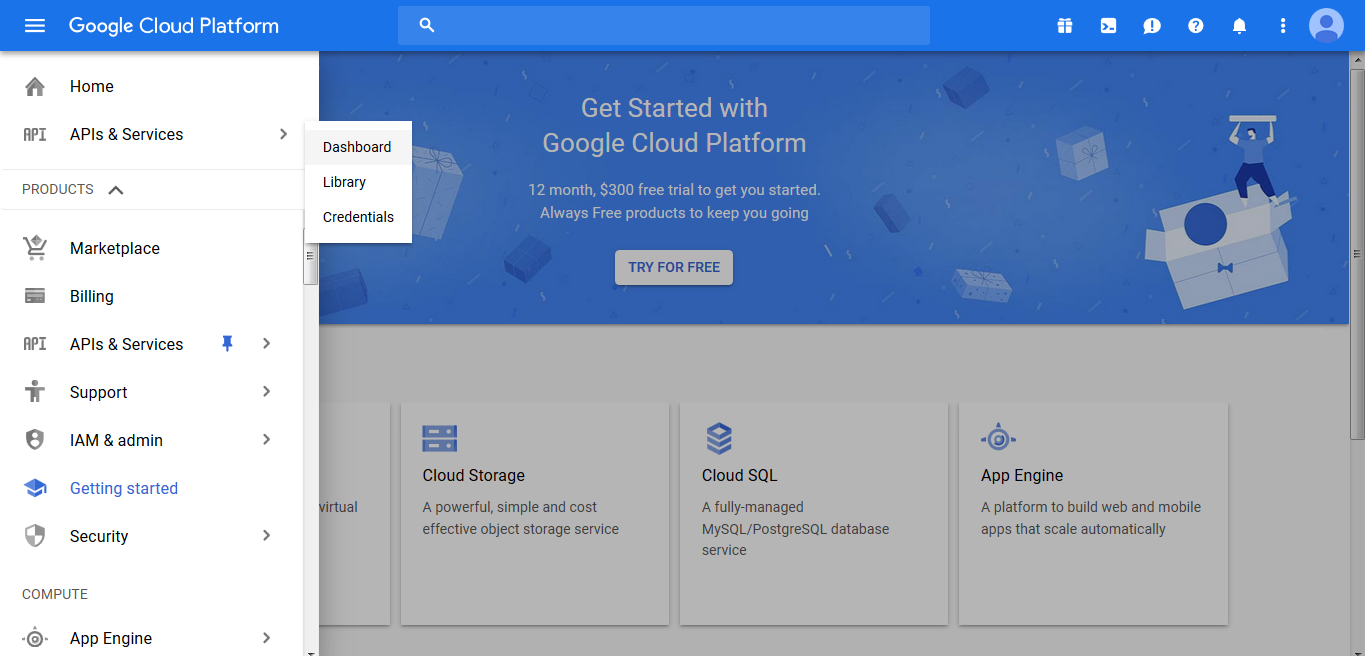 Google Cloud Platform
Home
API APIs & Services
Dashboard
Library
Credentials
PRODUCTS
Marketplace
Billing
API APIs & Services
Support
IAM & admin
Getting started
Security
COMPUTE
App Engine
Get Started with
Google Cloud Platform
12 month, $300 free trial to get you started.
Always Free products to keep you going
TRY FOR FREE
virtual
Cloud Storage
A powerful, simple and cost
effective object storage service
Cloud SQL
A fully-managed
MySQL/PostgreSQL database
service
App Engine
A platform to build web and mobile
apps that scale automatically